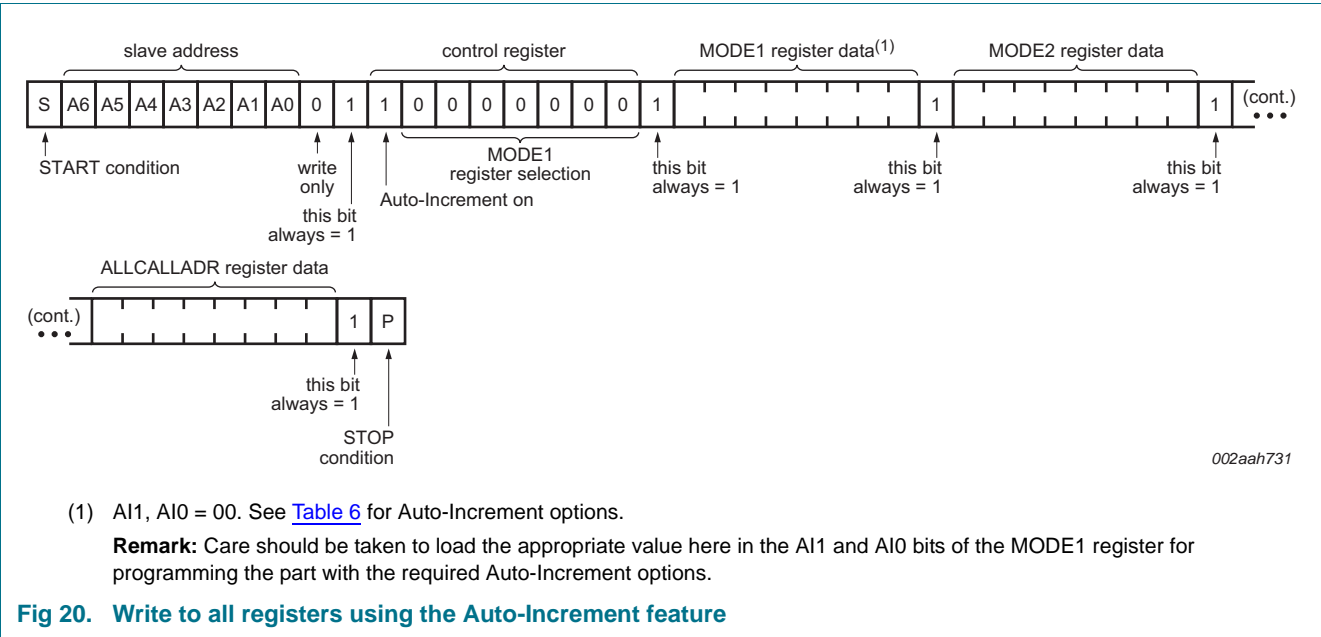 slave address control register MODE1 register data(1) MODE2 register data
S A6 A5 A4 A3 A2 A1 A0 0 1 1 0 0 0 0 0 0 0 1 1 1 (cont.)
START condition write only this bit always = 1 Auto-Increment on MODE1 register selection this bit always = 1 this bit always = 1 this bit always = 1
ALLCALLADR register data
(cont.) 1 P
this bit
always = 1
STOP
condition
002aah731
(1) AI1, AI0 = 00. See Table 6 for Auto-Increment options.
Remark: Care should be taken to load the appropriate value here in the AI1 and AI0 bits of the MODE1 register for
programming the part with the required Auto-Increment options.
Fig 20. Write to all registers using the Auto-Increment feature